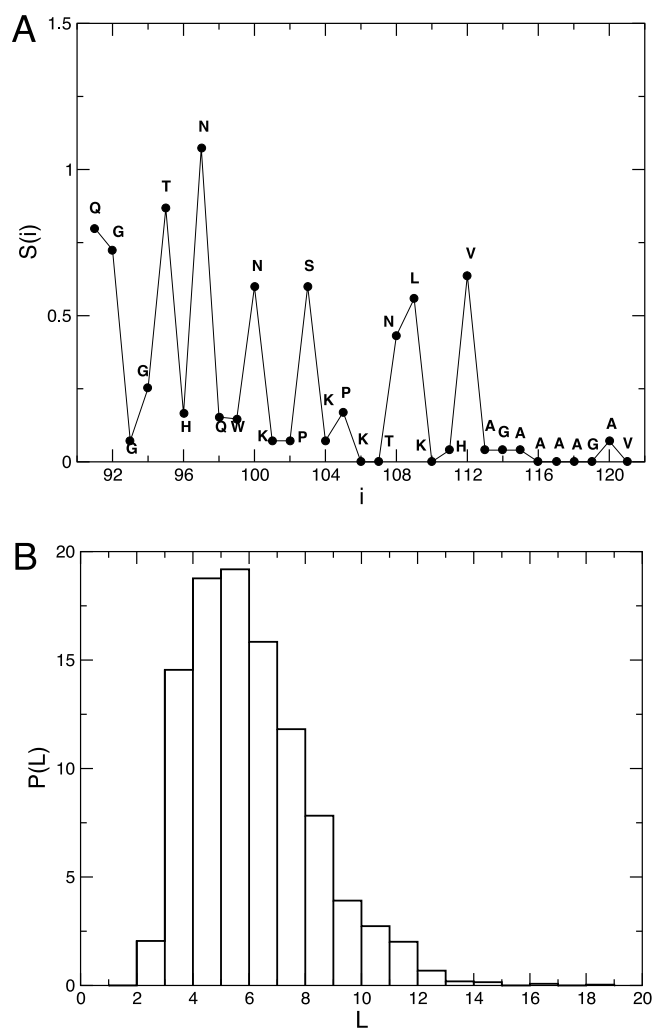 A
1.5
1
0.5
0
S(i)
Q G G G T H N Q W N K P S K P K T N L K H V A G A A A A G A V
92 96 100 104 108 112 116 120
i
B
20
15
10
5
0
P(L)
0 2 4 6 8 10 12 14 16 18 20
L